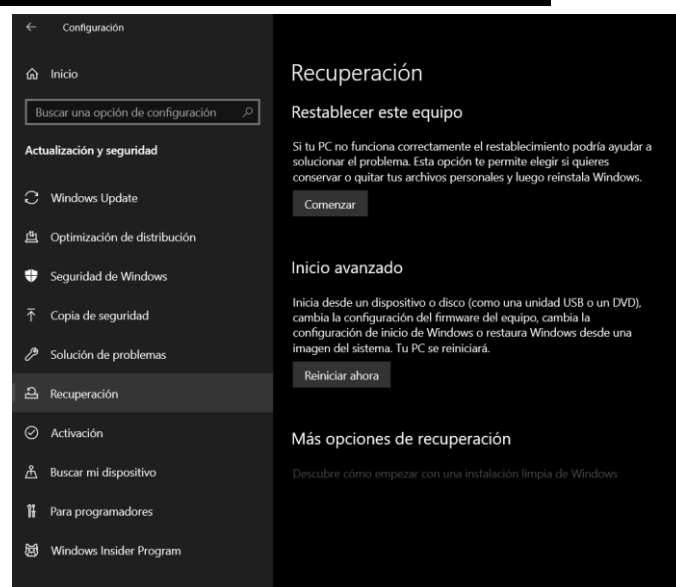 Configuración
Inicio
Buscar una opción de configuración
Actualización y seguridad
Windows Update
Optimización de distribución
Seguridad de Windows
Copia de seguridad
Solución de problemas
Recuperación
Activación
Buscar mi dispositivo
Para programadores
Windows Insider Program
Recuperación
Restablecer este equipo
Si tu PC no funciona correctamente el restablecimiento podría ayudar a
solucionar el problema. Esta opción te permite elegir si quieres
conservar o quitar tus archivos personales y luego reinstala Windows.
Comenzar
Inicio avanzado
Inicia desde un dispositivo o disco (como una unidad USB o un DVD),
cambia la configuración del firmware del equipo, cambia la
configuración de inicio de Windows o restaura Windows desde una
imagen del sistema. Tu PC se reiniciará.
Reiniciar ahora
Más opciones de recuperación
Descubre cómo empezar con una instalación limpia de Windows